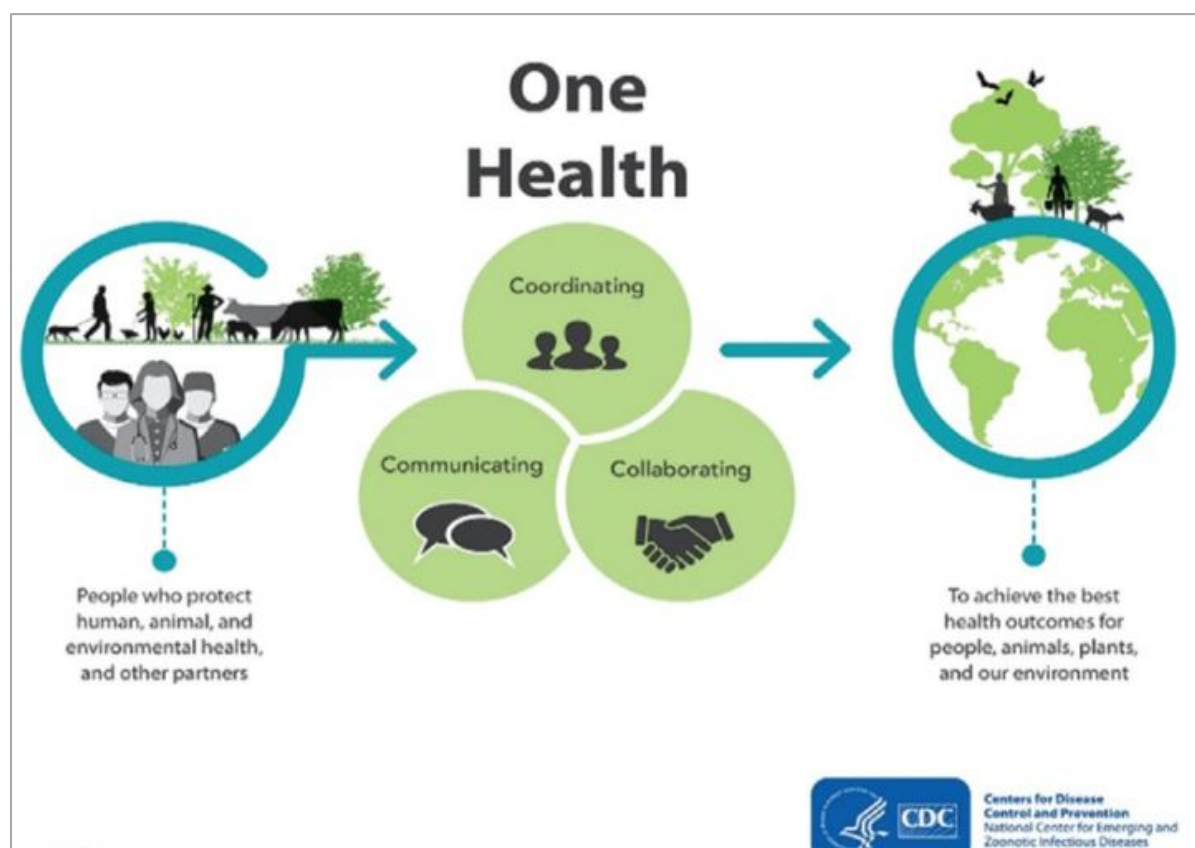 One
Health
Coordinating
Communicating
Collaborating
People who protect
human, animal, and
environmental health,
and other partners
To achieve the best
health outcomes for
people, animals, plants,
and our environment
CDC
Centers for Disease
Control and Prevention
National Center for Emerging and
Zoonotic Infectious Diseases